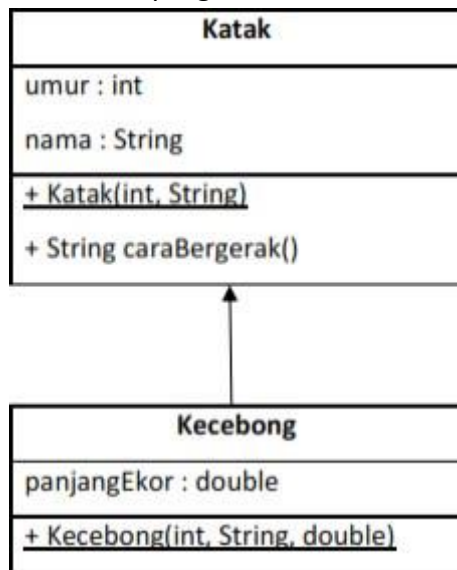 Katak
umur : int
nama : String
+ Katak(int, String)
+ String caraBergerak()
Kecebong
panjangEkor : double
+ Kecebong(int, String, double)